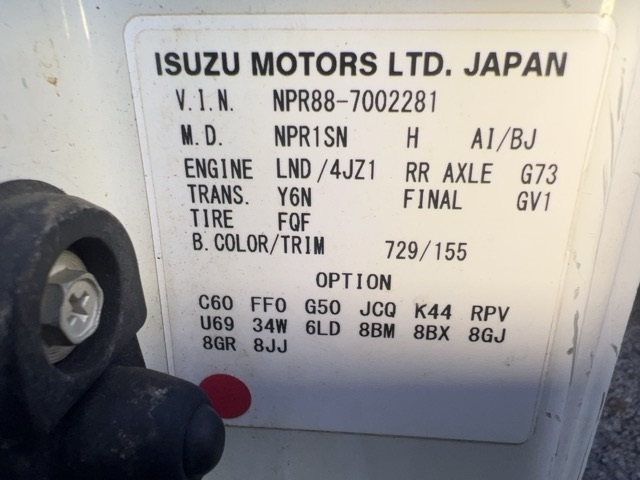 ISUZU MOTORS LTD. JAPAN
V.I.N. NPR88-7002281
M.D. NPR1SN H AI/BJ
ENGINE LND/4JZ1 RR AXLE G73
TRANS. Y6N FINAL GV1
TIRE FQF
B.COLOR/TRIM 729/155
OPTION
C60 FF0 G50 JCQ K44 RPV
U69 34W 6LD 8BM 8BX 8GJ
8GR 8JJ